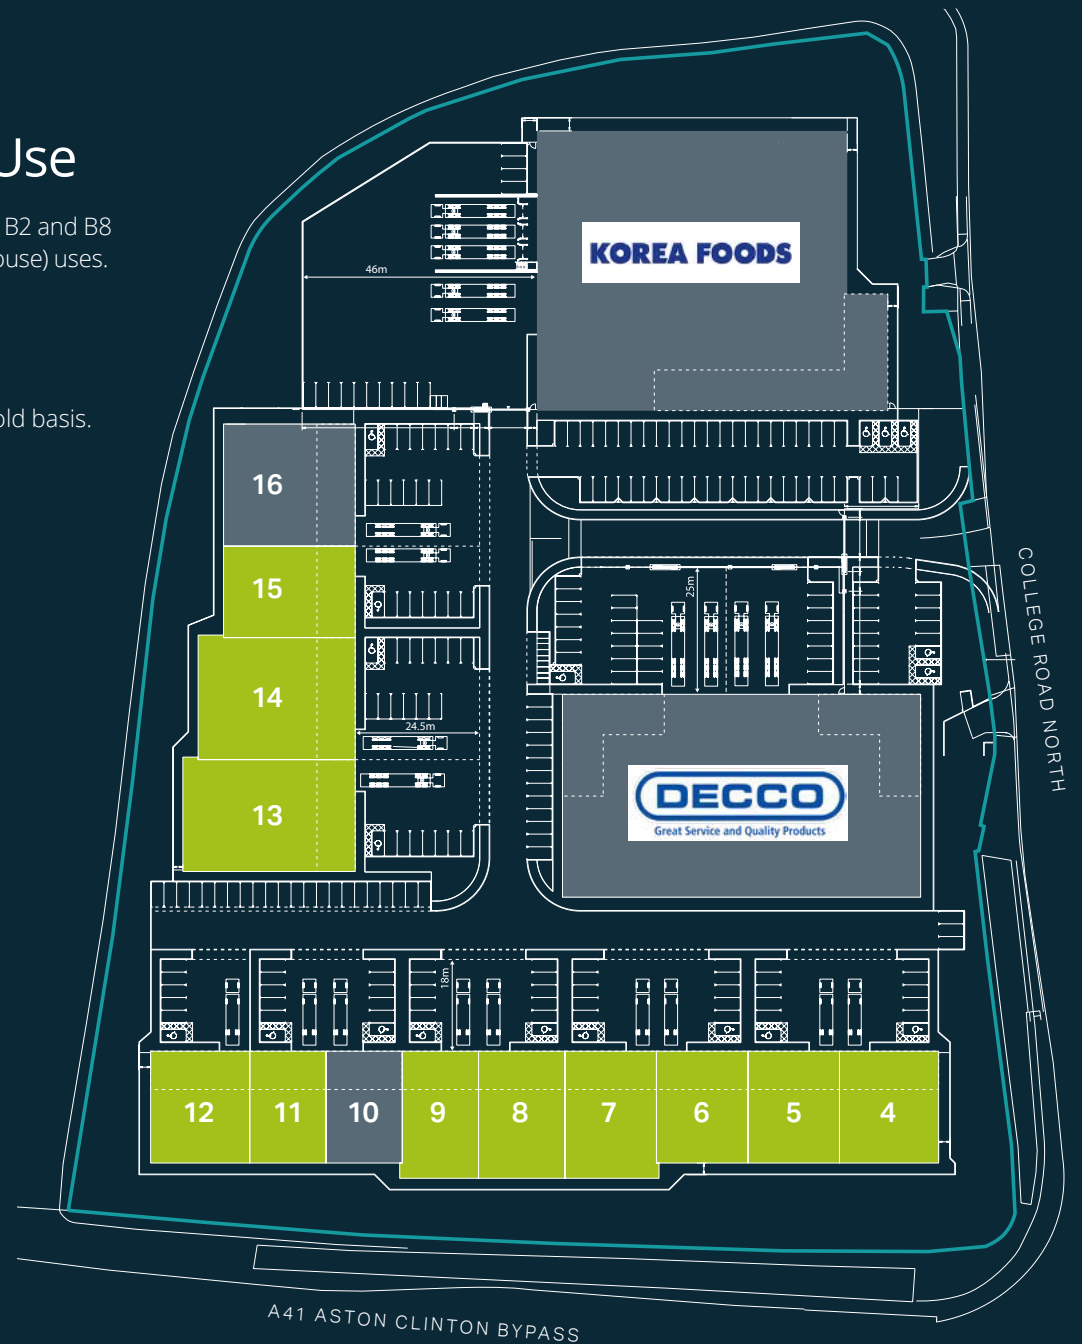 Use
B2 and B8
ouse) uses.
old basis.
KOREA FOODS
46m
16
15
14
13
24.5m
25m
DECCO
Great Service and Quality Products
COLLEGE ROAD NORTH
18m
12
11
10
9
8
7
6
5
4
A41 ASTON CLINTON BYPASS